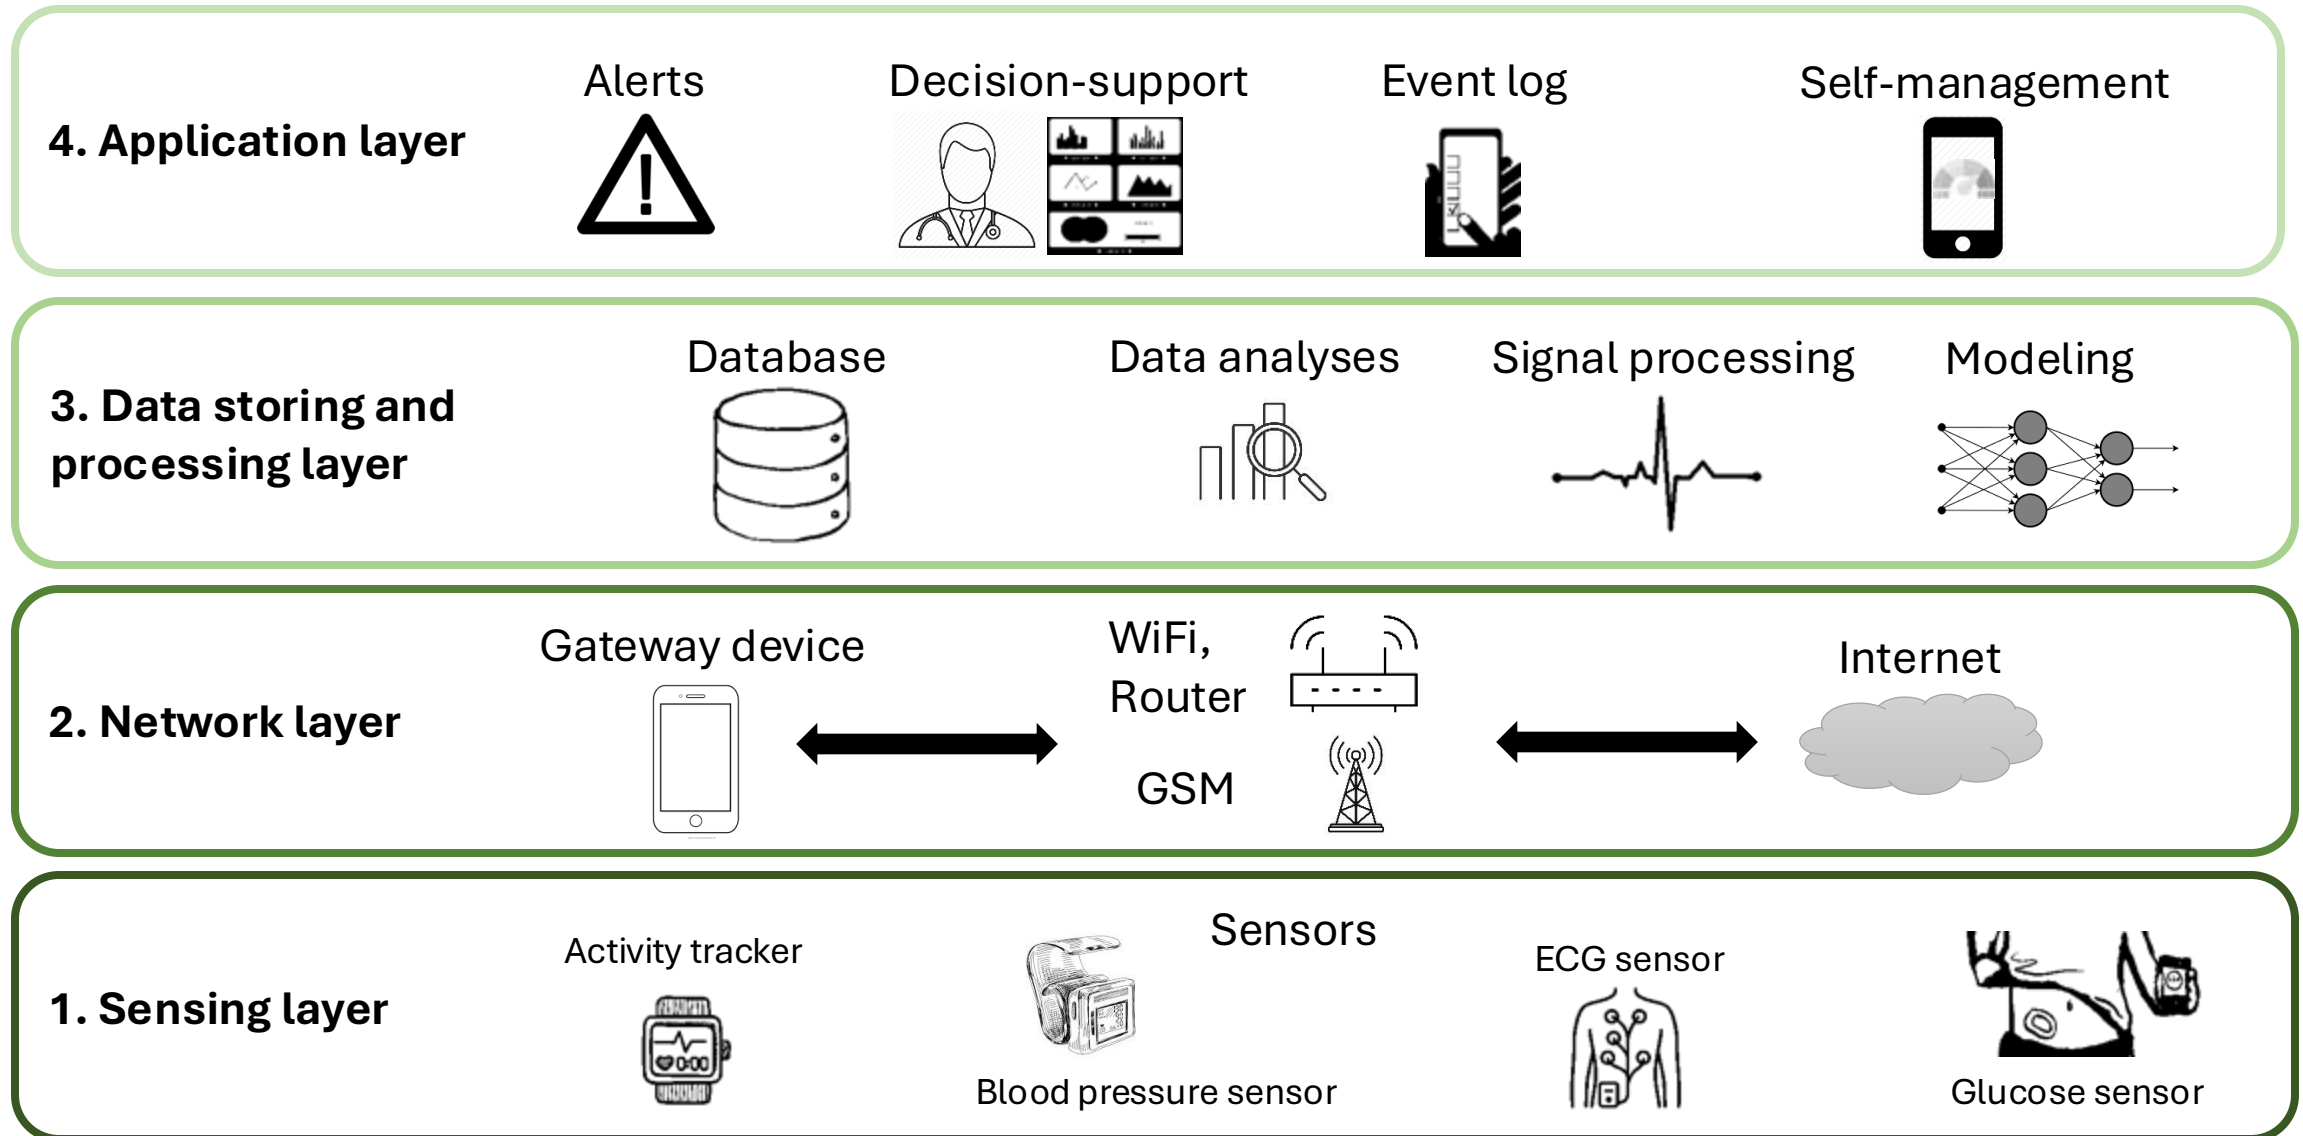 Alerts
Decision-support
Event log
Self-management
4. Application layer
Database
Data analyses
Signal processing
Modeling
3. Data storing and
processing layer
Gateway device
WiFi,
Router
GSM
Internet
2. Network layer
Sensors
Activity tracker
ECG sensor
1. Sensing layer
0:00
Blood pressure sensor
Glucose sensor